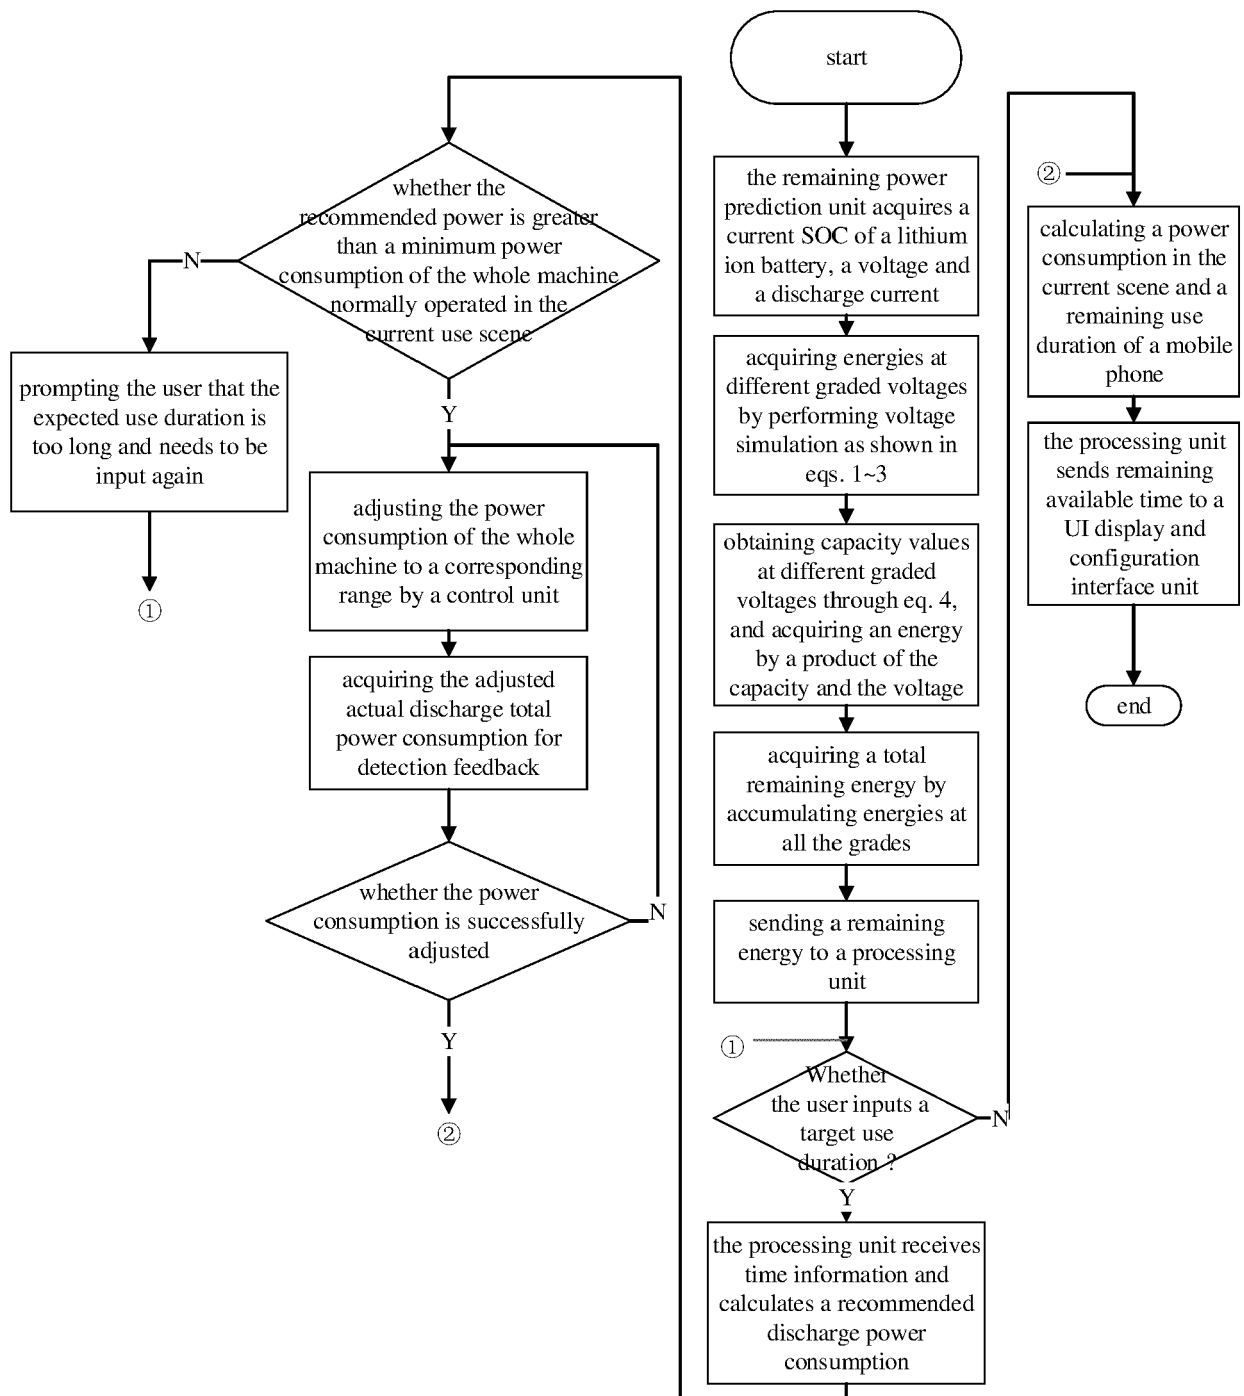 start
the remaining power
prediction unit acquires a
current SOC of a lithium
ion battery, a voltage and
a discharge current
acquiring energies at
different graded voltages
by performing voltage
simulation as shown in
eqs. 1~3
obtaining capacity values
at different graded
voltages through eq. 4,
and acquiring an energy
by a product of the
capacity and the voltage
acquiring a total
remaining energy by
accumulating energies at
all the grades
sending a remaining
energy to a processing
unit
①
Whether
the user inputs a
target use
duration ?
N
Y
the processing unit receives
time information and
calculates a recommended
discharge power
consumption
whether the
recommended power is greater
than a minimum power
consumption of the whole machine
normally operated in the
current use scene
N
prompting the user that the
expected use duration is
too long and needs to be
input again
①
Y
adjusting the power
consumption of the whole
machine to a corresponding
range by a control unit
acquiring the adjusted
actual discharge total
power consumption for
detection feedback
whether the power
consumption is successfully
adjusted
N
Y
②
②
calculating a power
consumption in the
current scene and a
remaining use
duration of a mobile
phone
the processing unit
sends remaining
available time to a
UI display and
configuration
interface unit
end